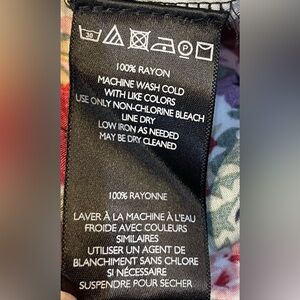 30 P
100% RAYON
MACHINE WASH COLD
WITH LIKE COLORS
USE ONLY NON-CHLORINE BLEACH
LINE DRY
LOW IRON AS NEEDED
MAY BE DRY CLEANED
100% RAYONNE
LAVER À LA MACHINE À L'EAU
FROIDE AVEC COULEURS
SIMILAIRES
UTILISER UN AGENT DE
BLANCHIMENT SANS CHLORE
SI NÉCESSAIRE
SUSPENDRE POUR SÉCHER